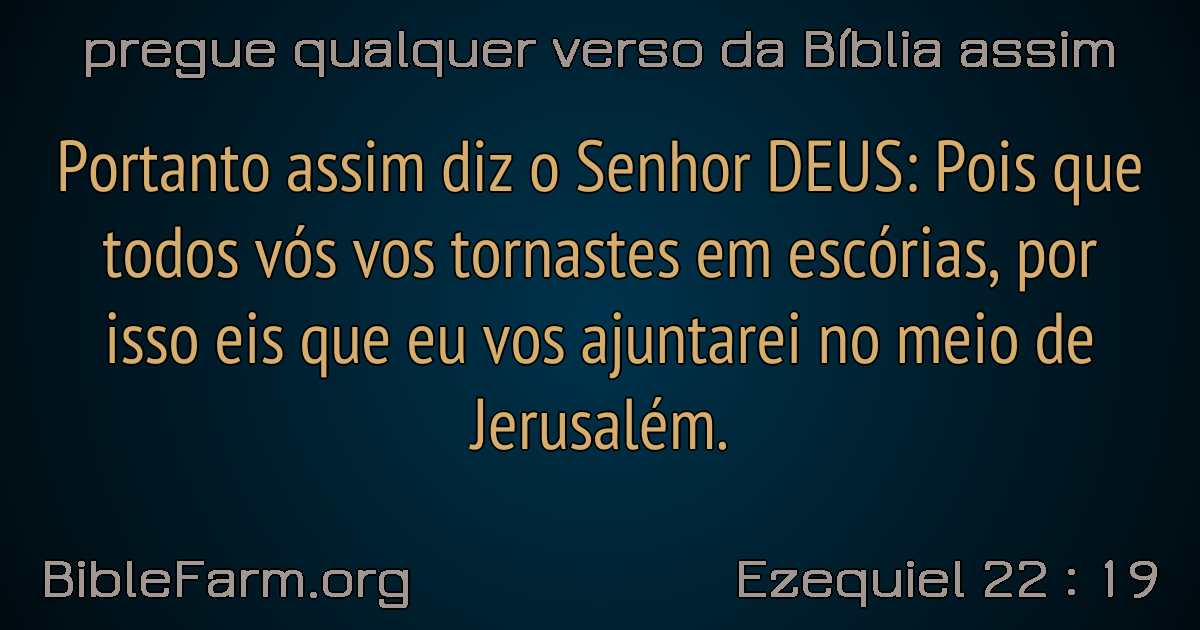 pregue qualquer verso da Bíblia assim
Portanto assim diz o Senhor DEUS: Pois que
todos vós vos tornastes em escórias, por
isso eis que eu vos ajuntarei no meio de
Jerusalém.
BibleFarm.org
Ezequiel 22 : 19